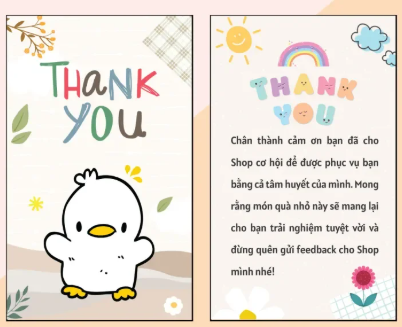 THANK
YOU
THANK
YOU
Chân thành cảm ơn bạn đã cho
Shop cơ hội để được phục vụ bạn
bằng cả tâm huyết của mình. Mong
rằng món quà nhỏ này sẽ mang lại
cho bạn trải nghiệm tuyệt vời và
đừng quên gửi feedback cho Shop
mình nhé!